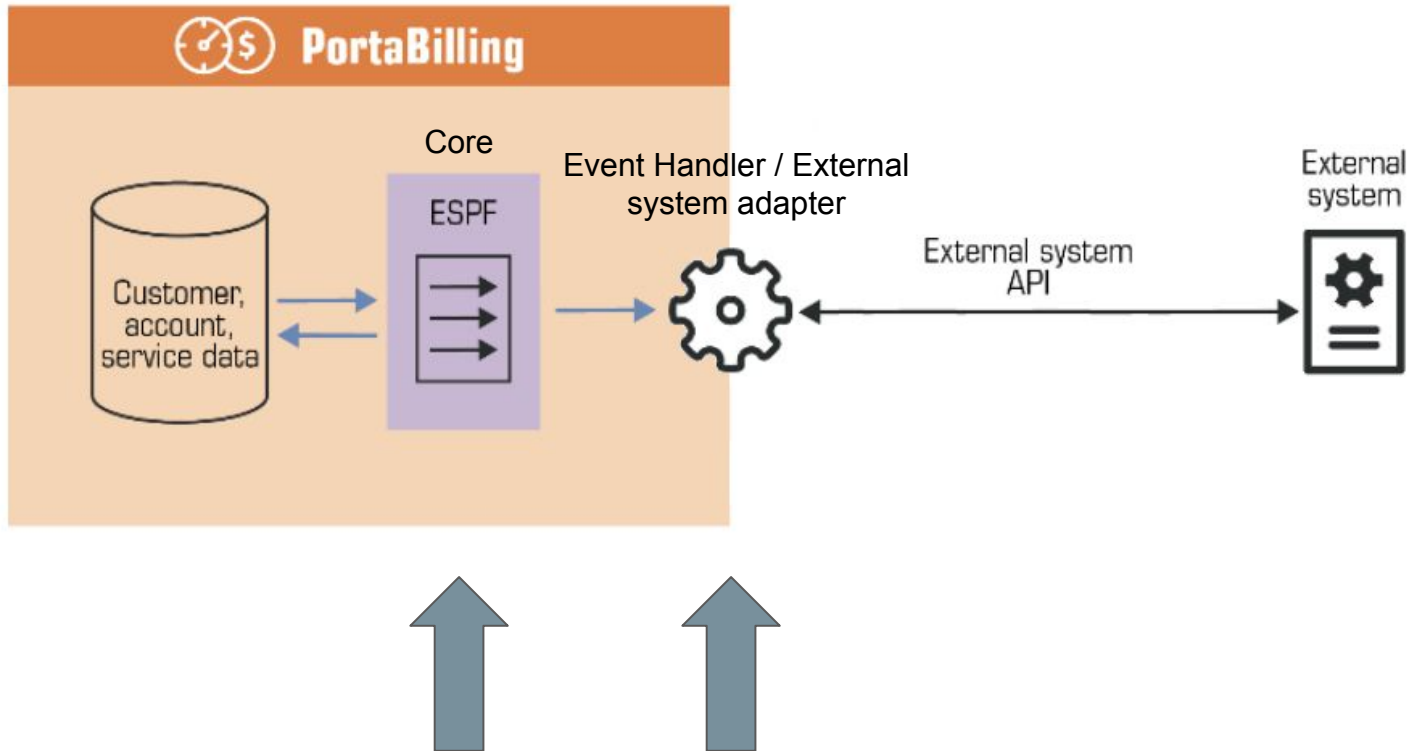 PortaBilling
Core
ESPF
Event Handler / External
system adapter
Customer,
account,
service data
External system
API
External
system